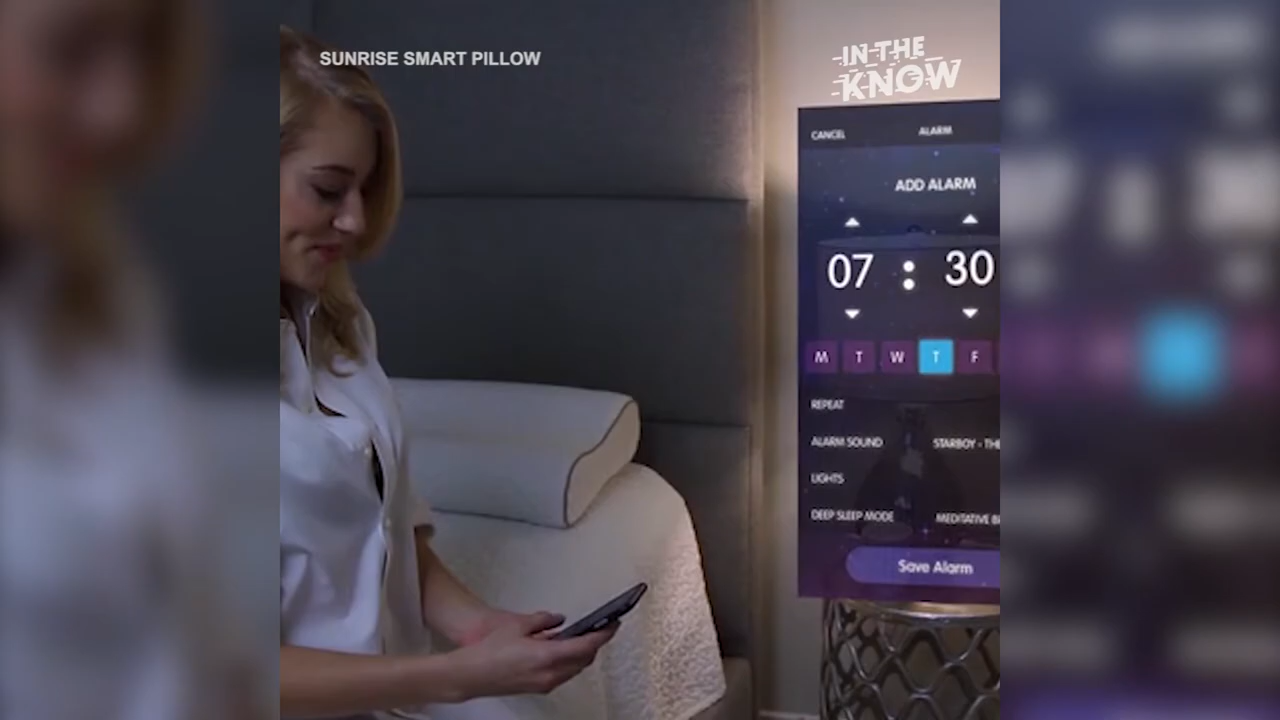 SUNRISE SMART PILLOW
IN THE
KNOW
CANCEL ALARM
ADD ALARM
07 : 30
M T W T F
REPEAT
ALARM SOUND STARBOY - THE
LIGHTS
DEEP SLEEP MODE MEDITATIVE
Save Alarm